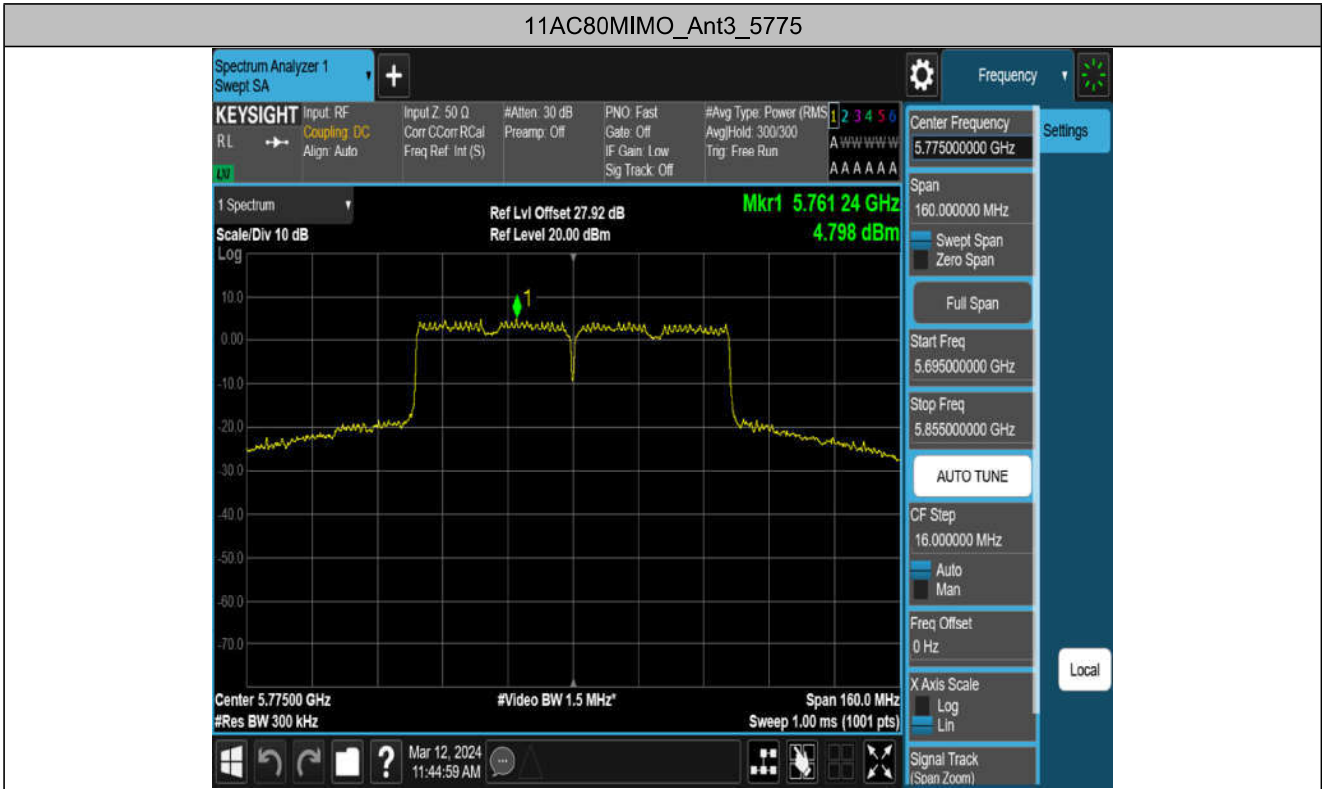 11AC80MIMO_Ant3_5775
Spectrum Analyzer 1
Swept SA
+
Frequency
KEYSIGHT
RL
LXI
Input: RF
Coupling: DC
Align: Auto
Input Z: 50 Ω
Corr CCorr RCal
Freq Ref: Int (S)
#Atten: 30 dB
Preamp: Off
PNO: Fast
Gate: Off
IF Gain: Low
Sig Track: Off
#Avg Type: Power (RMS
Avg|Hold: 300/300
Trig: Free Run
1 2 3 4 5 6
A W W W W W
A A A A A A
1 Spectrum
Scale/Div 10 dB
Log
Ref Lvl Offset 27.92 dB
Ref Level 20.00 dBm
Mkr1 5.761 24 GHz
4.798 dBm
1
10.0
0.00
-10.0
-20.0
-30.0
-40.0
-50.0
-60.0
-70.0
Center 5.77500 GHz
#Video BW 1.5 MHz*
Span 160.0 MHz
#Res BW 300 kHz
Sweep 1.00 ms (1001 pts)
?
Mar 12, 2024
11:44:59 AM
Center Frequency
5.775000000 GHz
Settings
Span
160.000000 MHz
Swept Span
Zero Span
Full Span
Start Freq
5.695000000 GHz
Stop Freq
5.855000000 GHz
AUTO TUNE
CF Step
16.000000 MHz
Auto
Man
Freq Offset
0 Hz
Local
X Axis Scale
Log
Lin
Signal Track
(Span Zoom)